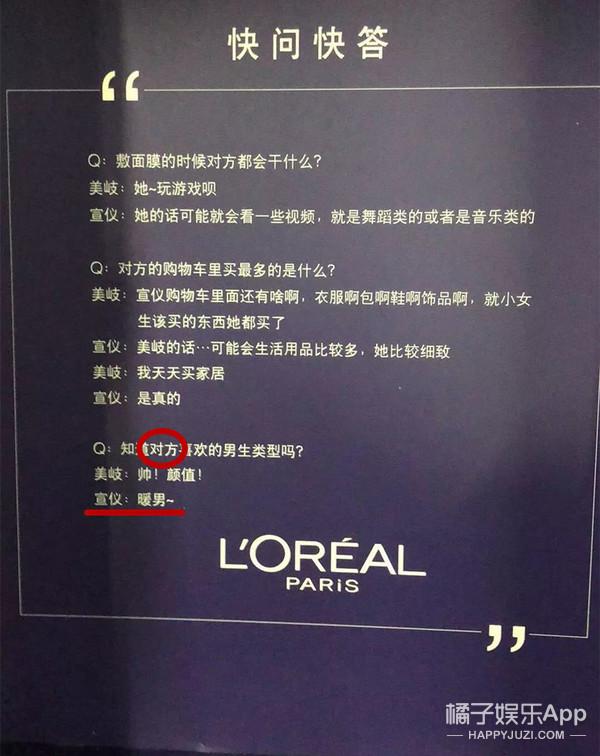 快问快答
“
Q: 敷面膜的时候对方都会干什么?
美岐: 她~玩游戏呗
宣仪: 她的话可能就会看一些视频, 就是舞蹈类的或者是音乐类的
Q: 对方的购物车里买最多的是什么?
美岐: 宣仪购物车里面还有啥啊, 衣服啊包啊鞋啊饰品啊, 就小女
生该买的东西她都买了
宣仪: 美岐的话…可能会生活用品比较多, 她比较细致
美岐: 我天天买家居
宣仪: 是真的
Q: 知道对方喜欢的男生类型吗?
美岐: 帅! 颜值!
宣仪: 暖男~
L'ORÉAL
PARiS
”
橘子娱乐App
HAPPYJUZI.COM